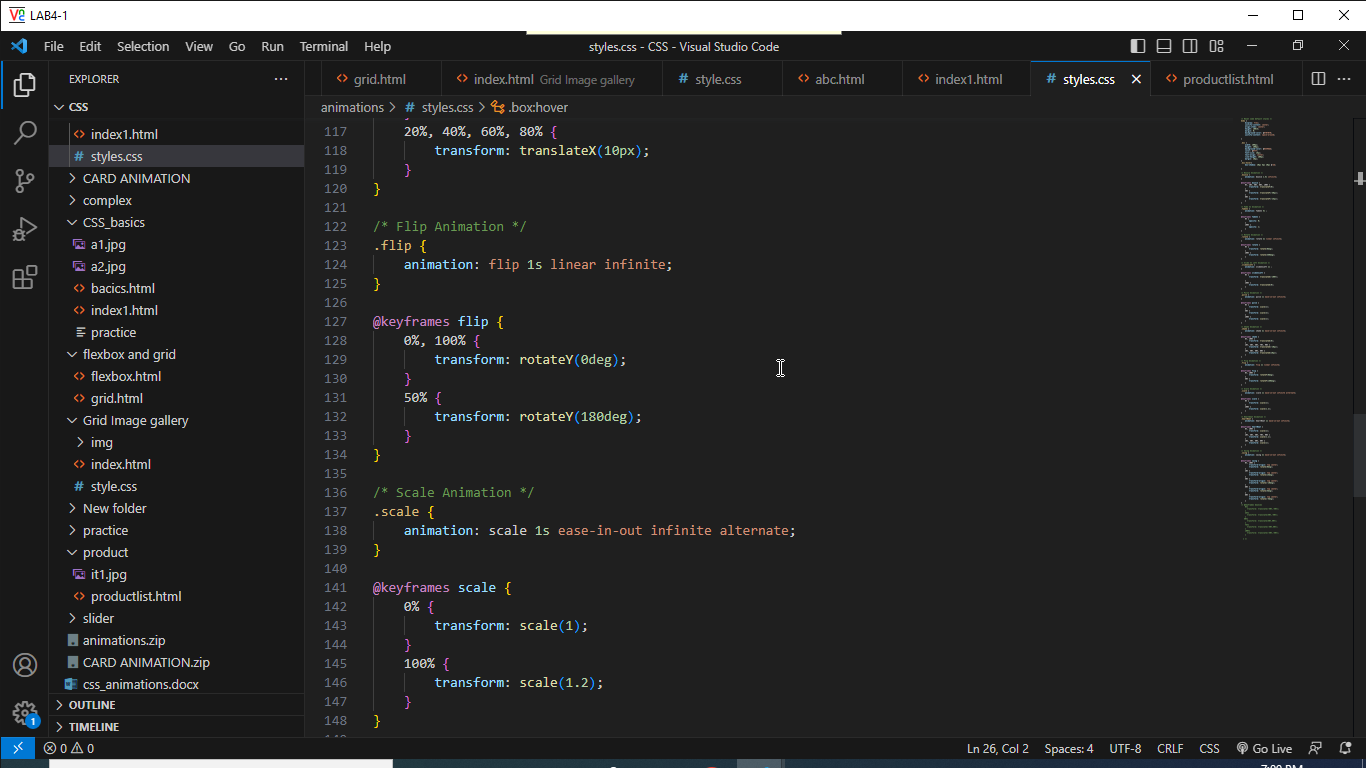 LAB4-1
File Edit Selection View Go Run Terminal Help
styles.css - CSS - Visual Studio Code
EXPLORER
grid.html
index.html Grid Image gallery
style.css
abc.html
index1.html
styles.css
productlist.html
CSS
animations > styles.css > .box:hover
index1.html
styles.css
CARD ANIMATION
complex
CSS_basics
a1.jpg
a2.jpg
bacics.html
index1.html
practice
flexbox and grid
flexbox.html
grid.html
Grid Image gallery
img
index.html
style.css
New folder
practice
product
it1.jpg
productlist.html
slider
animations.zip
CARD ANIMATION.zip
css_animations.docx
OUTLINE
TIMELINE
117 20%, 40%, 60%, 80% {
118 transform: translateX(10px);
119 }
120 }
121
122 /* Flip Animation */
123 .flip {
124 animation: flip 1s linear infinite;
125 }
126
127 @keyframes flip {
128 0%, 100% {
129 transform: rotateY(0deg);
130 }
131 50% {
132 transform: rotateY(180deg);
133 }
134 }
135
136 /* Scale Animation */
137 .scale {
138 animation: scale 1s ease-in-out infinite alternate;
139 }
140
141 @keyframes scale {
142 0% {
143 transform: scale(1);
144 }
145 100% {
146 transform: scale(1.2);
147 }
148 }
1
0 0
Ln 26, Col 2 Spaces: 4 UTF-8 CRLF CSS Go Live